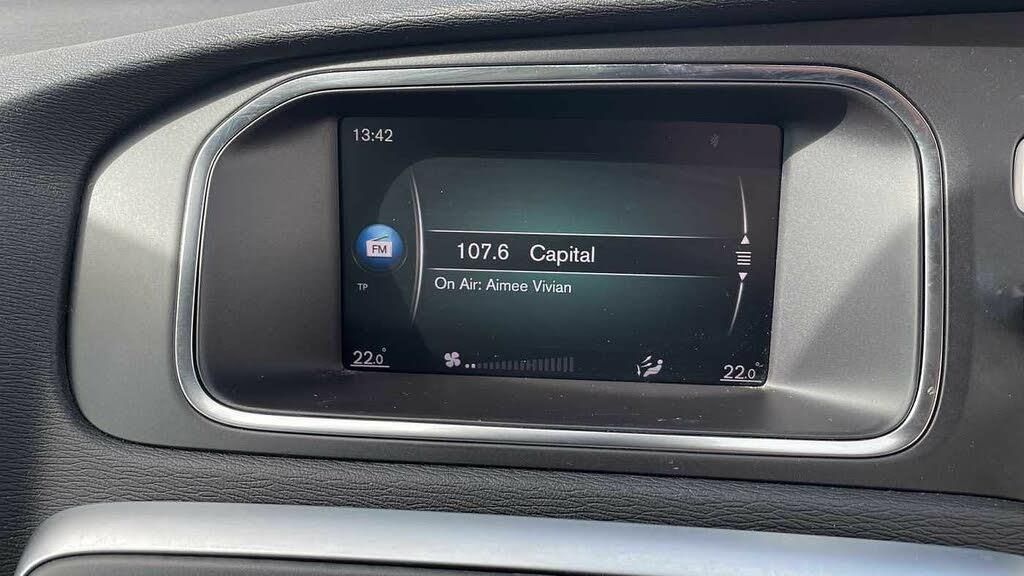 13:42
FM
107.6 Capital
TP
On Air: Aimee Vivian
22.0°
22.0°